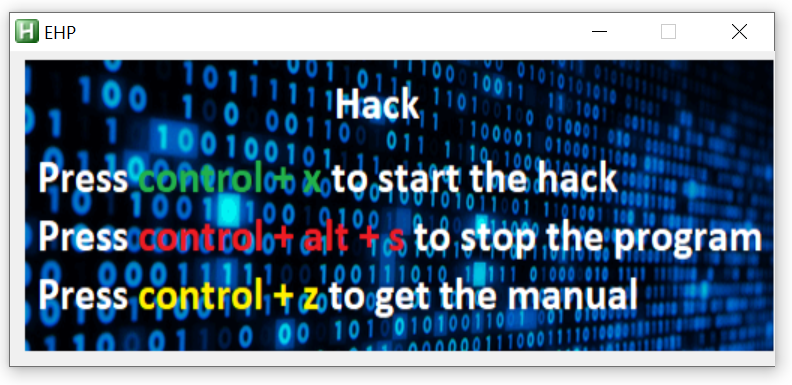 EHP
Hack
Press control + x to start the hack
Press control + alt + s to stop the program
Press control + z to get the manual